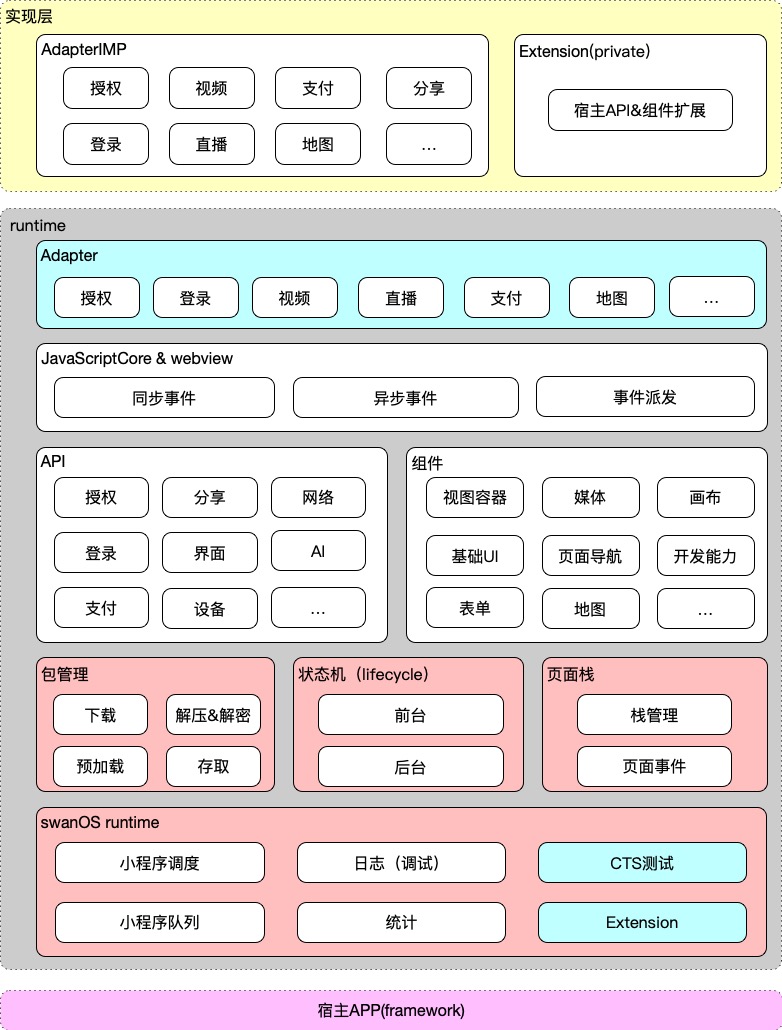 实现层
AdapterIMP
授权 视频 支付 分享
登录 直播 地图 ...
Extension(private)
宿主API&组件扩展
runtime
Adapter
授权 登录 视频 直播 支付 地图 ...
JavaScriptCore & webview
同步事件 异步事件 事件派发
API
授权 分享 网络
登录 界面 AI
支付 设备 ...
组件
视图容器 媒体 画布
基础UI 页面导航 开发能力
表单 地图 ...
包管理
下载 解压&解密
预加载 存取
状态机（lifecycle）
前台
后台
页面栈
栈管理
页面事件
swanOS runtime
小程序调度 日志（调试） CTS测试
小程序队列 统计 Extension
宿主APP(framework)